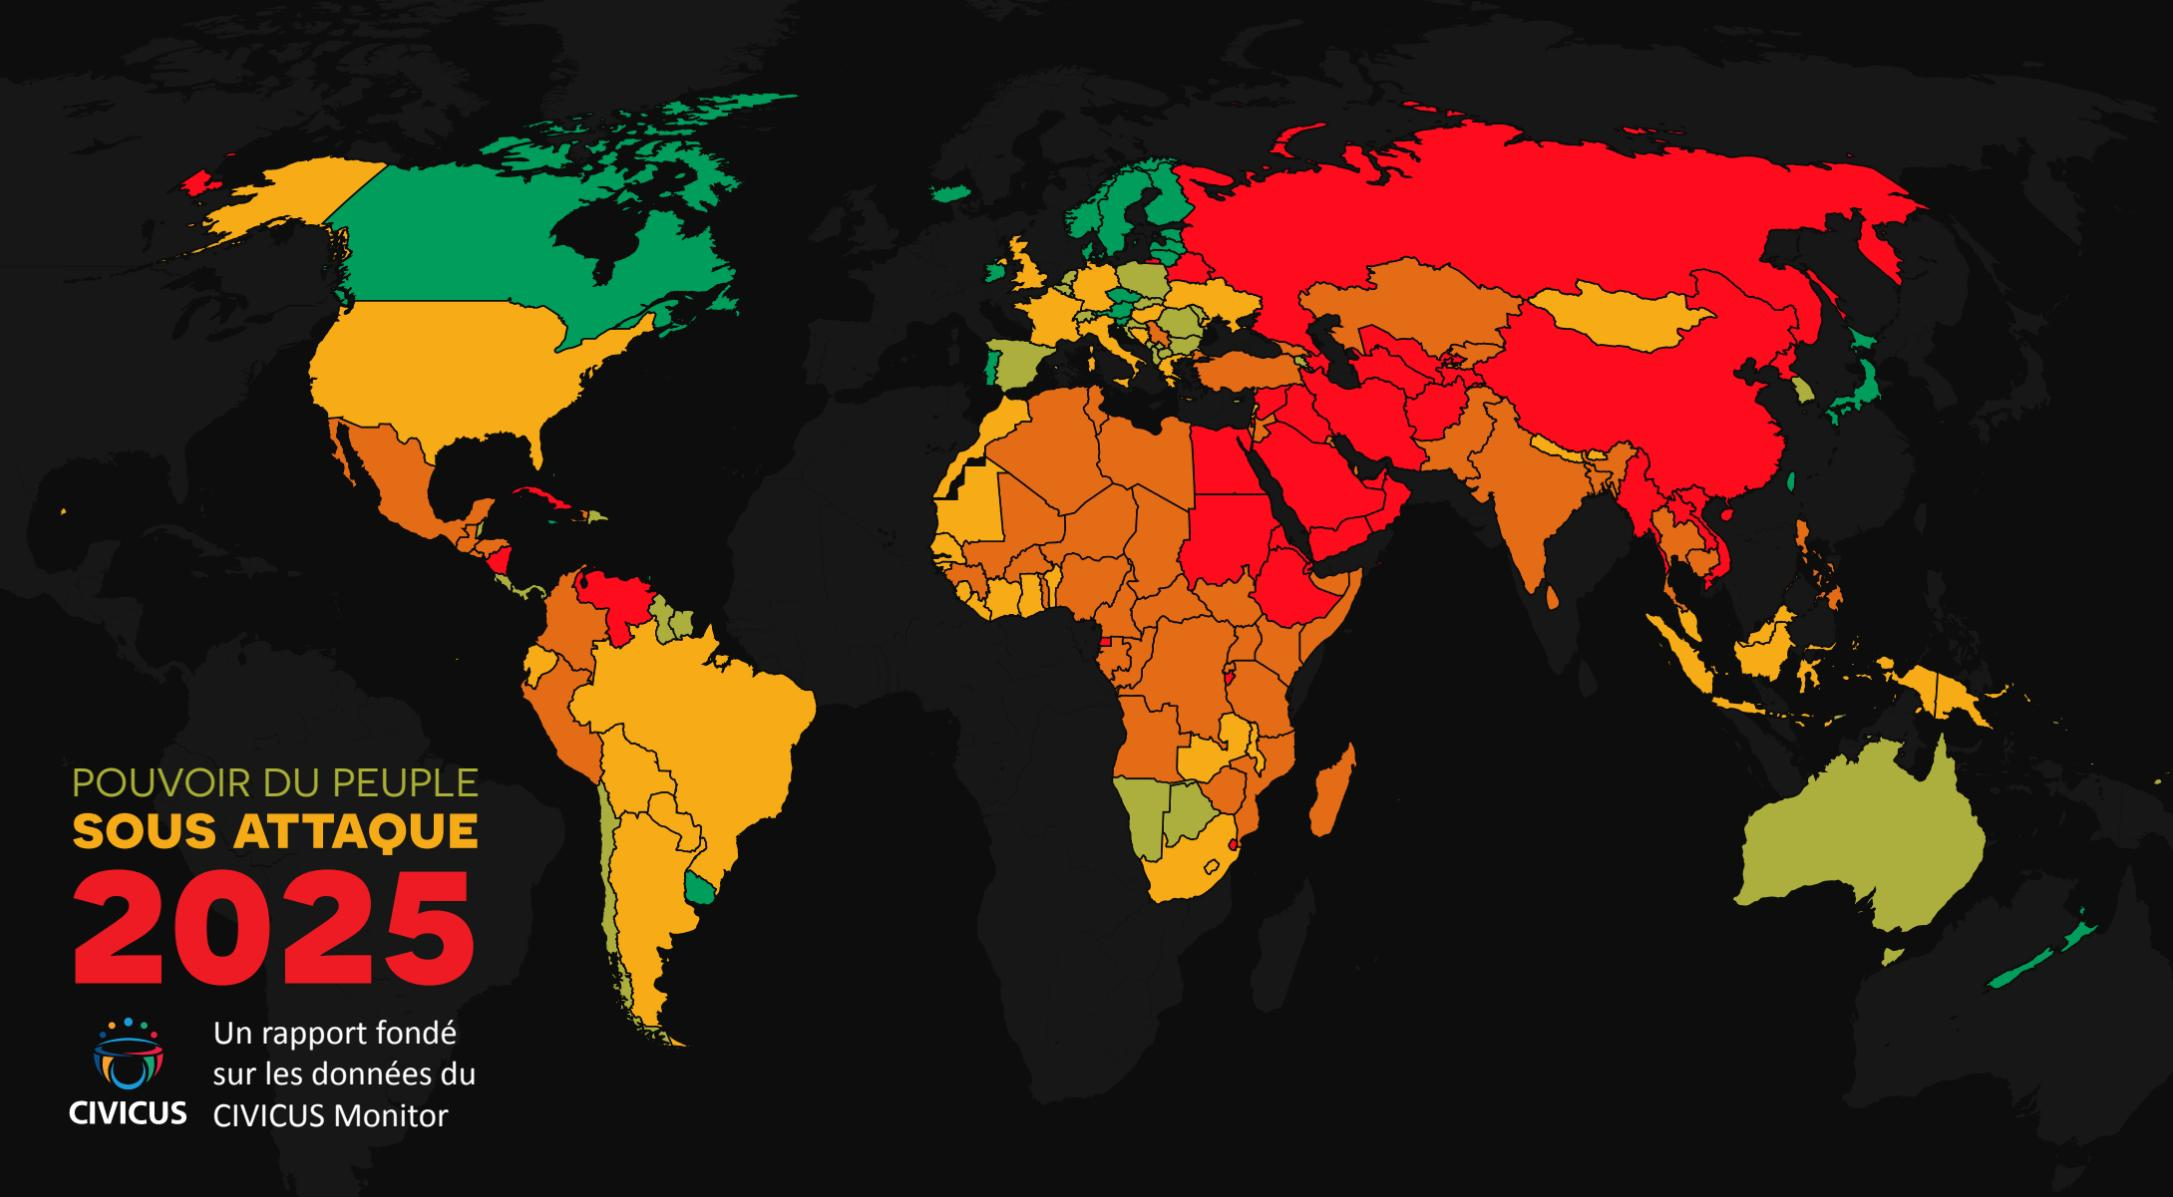 POUVOIR DU PEUPLE
SOUS ATTAQUE
2025
CIVICUS
Un rapport fondé
sur les données du
CIVICUS Monitor